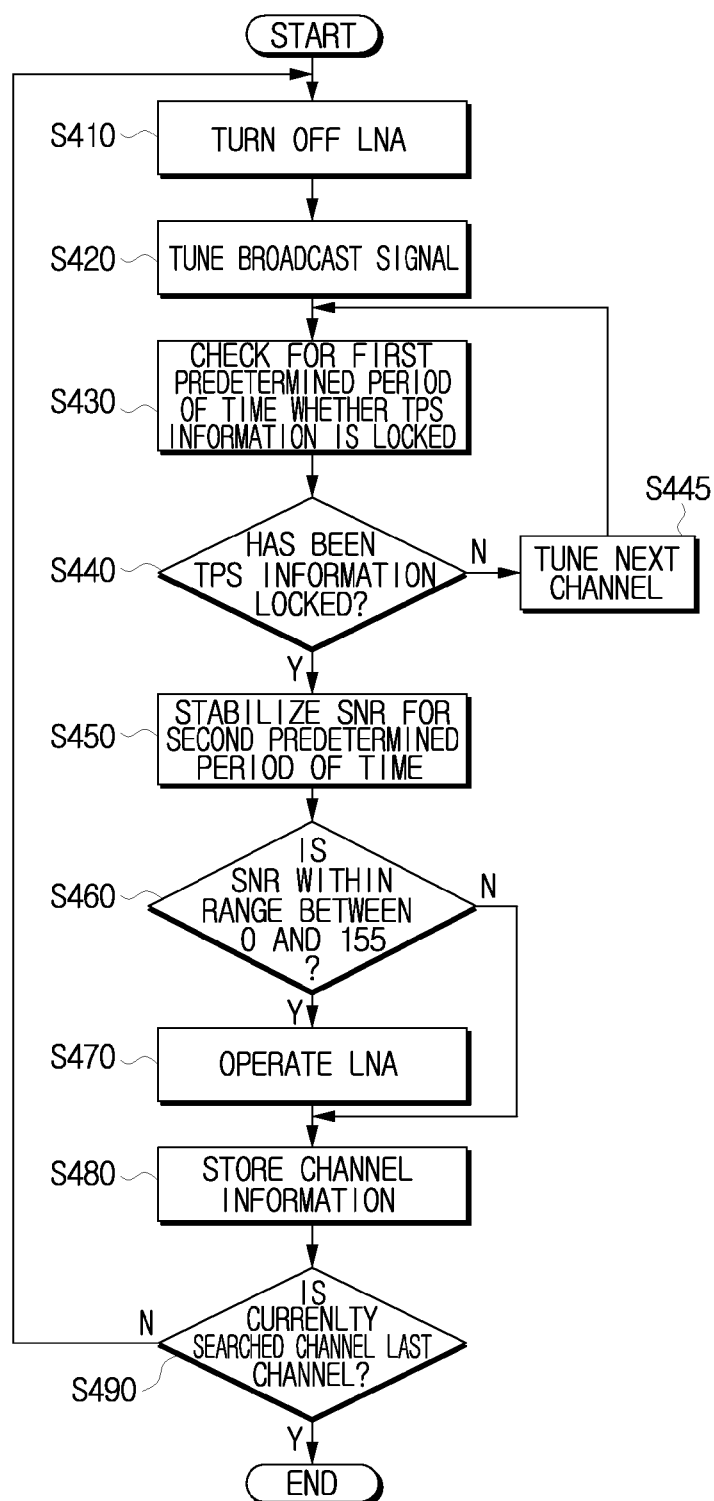 START
S410
TURN OFF LNA
S420
TUNE BROADCAST SIGNAL
S430
CHECK FOR FIRST
PREDETERMINED PERIOD
OF TIME WHETHER TPS
INFORMATION IS LOCKED
S440
HAS BEEN
TPS INFORMATION
LOCKED?
N
S445
TUNE NEXT
CHANNEL
Y
S450
STABILIZE SNR FOR
SECOND PREDETERMINED
PERIOD OF TIME
S460
IS
SNR WITHIN
RANGE BETWEEN
0 AND 155
?
N
Y
S470
OPERATE LNA
S480
STORE CHANNEL
INFORMATION
S490
IS
CURRENLTY
SEARCHED CHANNEL LAST
CHANNEL?
N
Y
END